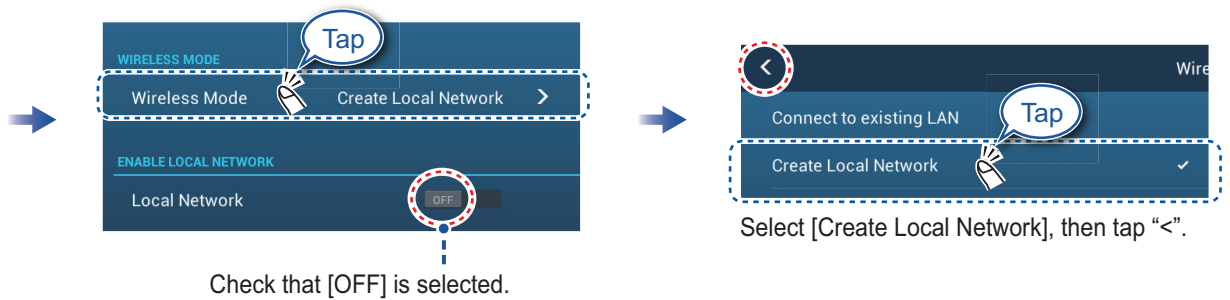 Tap
WIRELESS MODE
Wireless Mode Create Local Network >
ENABLE LOCAL NETWORK
Local Network OFF
Check that [OFF] is selected.
< Wire
Connect to existing LAN
Tap
Create Local Network ✓
Select [Create Local Network], then tap “<”.